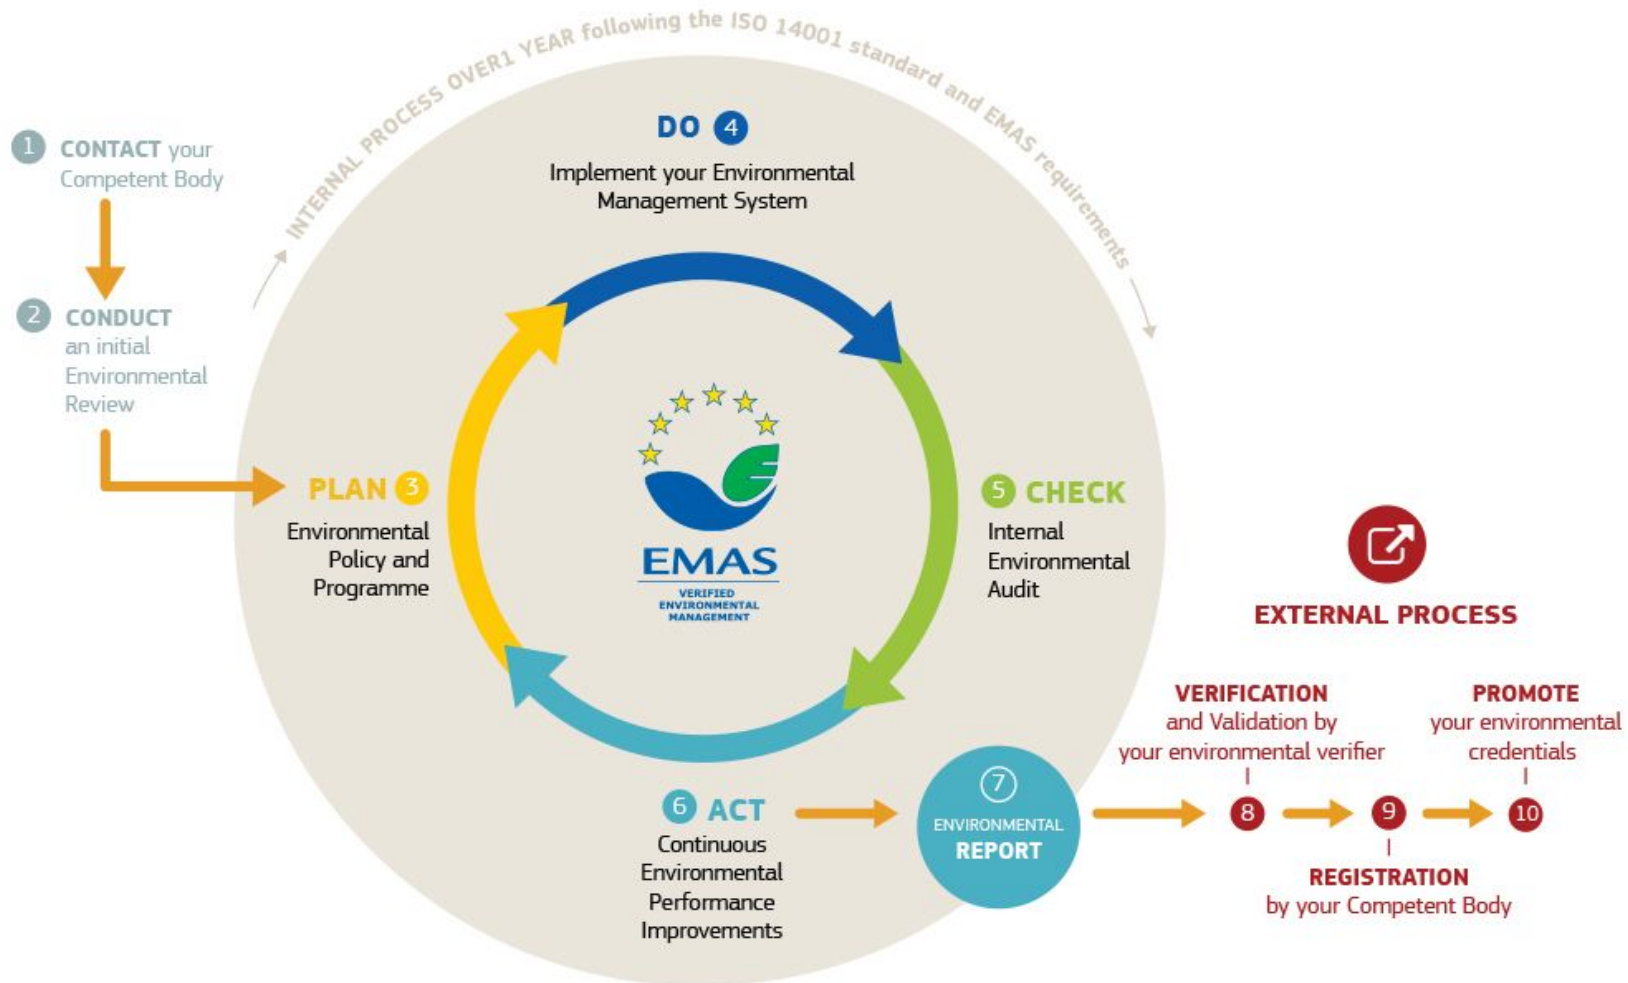 INTERNAL PROCESS OVER1 YEAR following the ISO 14001 standard and EMAS requirements
1 CONTACT your
Competent Body
2 CONDUCT
an initial
Environmental
Review
PLAN 3
Environmental
Policy and
Programme
DO 4
Implement your Environmental
Management System
5 CHECK
Internal
Environmental
Audit
EMAS
VERIFIED
ENVIRONMENTAL
MANAGEMENT
6 ACT
Continuous
Environmental
Performance
Improvements
7
ENVIRONMENTAL
REPORT
EXTERNAL PROCESS
VERIFICATION
and Validation by
your environmental verifier
8
9
REGISTRATION
by your Competent Body
PROMOTE
your environmental
credentials
10